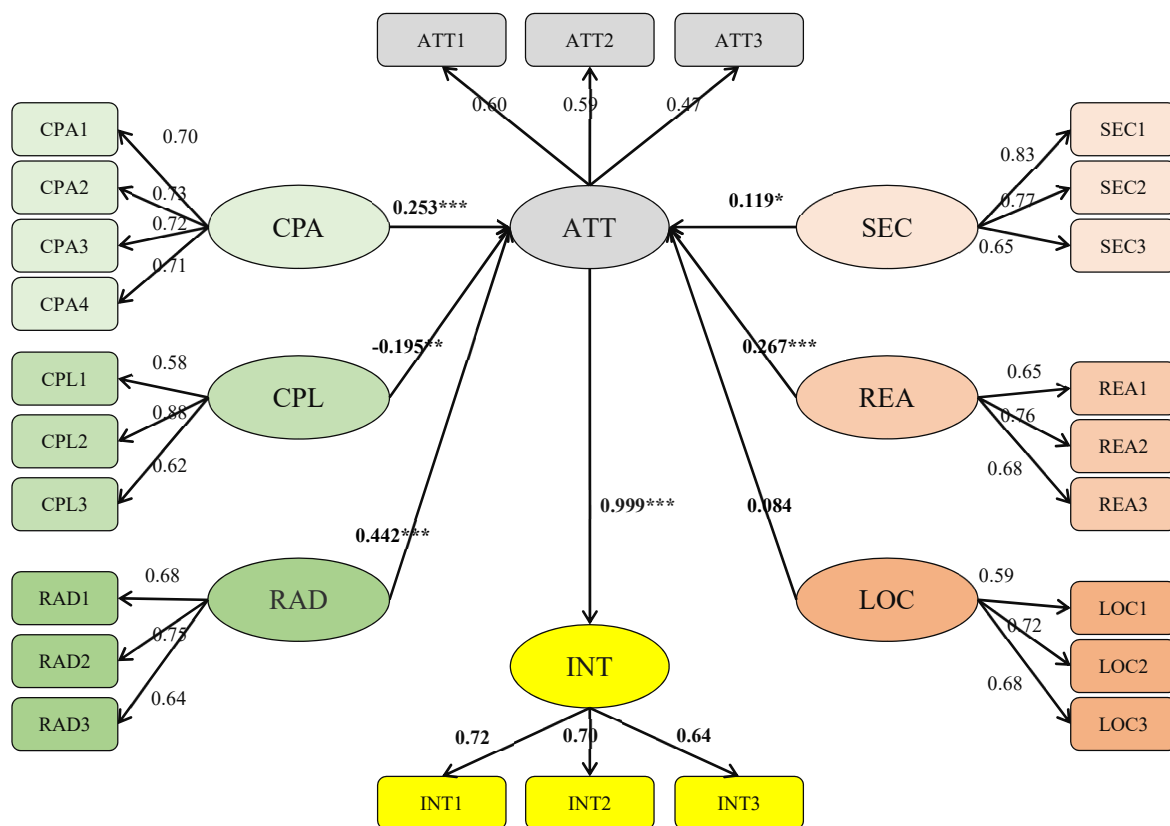 ATT1 ATT2 ATT3
0.60 0.59 0.47
CPA1
CPA2
CPA3
CPA4
0.70
0.73
0.72
0.71
CPA
0.253***
ATT
0.119*
SEC
0.83
0.77
0.65
SEC1
SEC2
SEC3
CPL1
CPL2
CPL3
0.58
0.88
0.62
CPL
-0.195**
0.267***
REA
0.65
0.76
0.68
REA1
REA2
REA3
RAD1
RAD2
RAD3
0.68
0.75
0.64
RAD
0.442***
0.999***
0.084
LOC
0.59
0.72
0.68
LOC1
LOC2
LOC3
INT
0.72 0.70 0.64
INT1 INT2 INT3